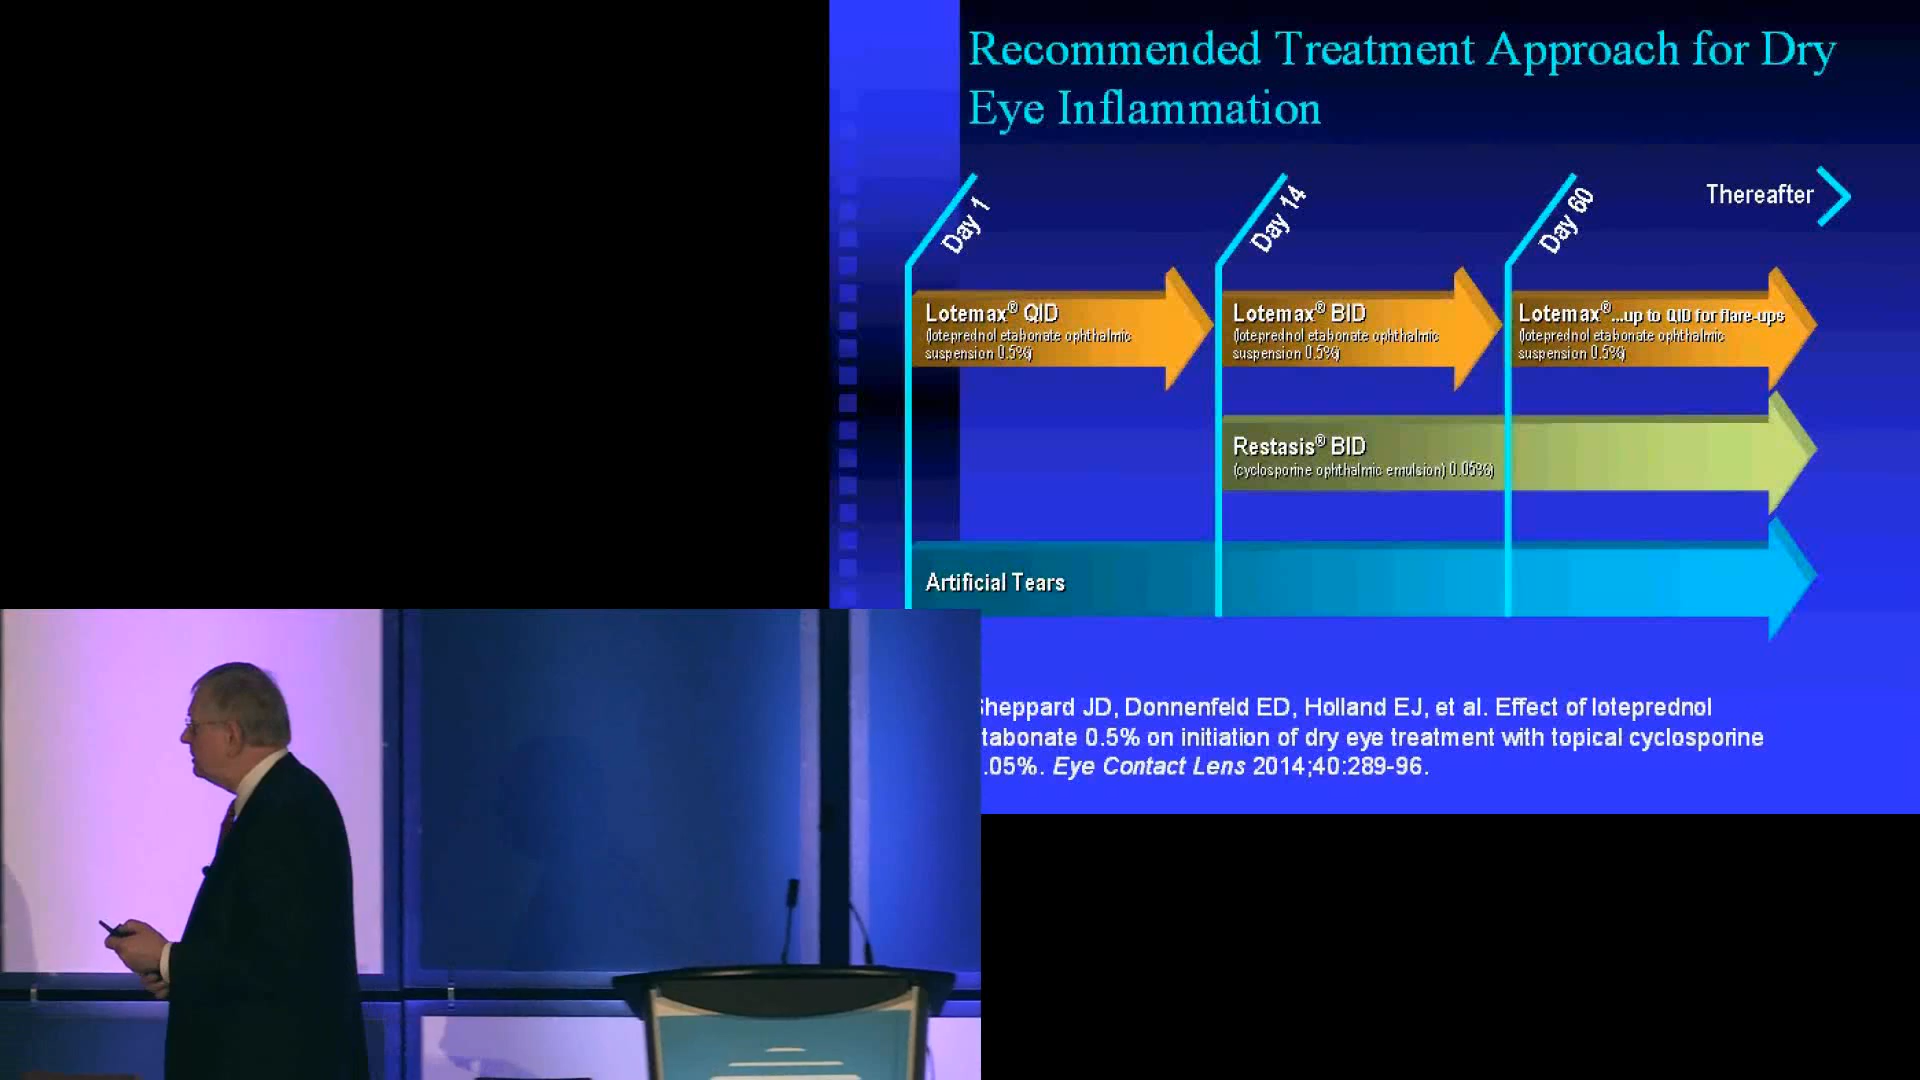 Recommended Treatment Approach for Dry
Eye Inflammation
Day 1
Day 14
Day 60
Thereafter
Lotemax® QID
(loteprednol etabonate ophthalmic
suspension 0.5%)
Lotemax® BID
(loteprednol etabonate ophthalmic
suspension 0.5%)
Lotemax®...up to QID for flare-ups
(loteprednol etabonate ophthalmic
suspension 0.5%)
Restasis® BID
(cyclosporine ophthalmic emulsion) 0.05%)
Artificial Tears
Sheppard JD, Donnenfeld ED, Holland EJ, et al. Effect of loteprednol
tabonate 0.5% on initiation of dry eye treatment with topical cyclosporine
.05%. Eye Contact Lens 2014;40:289-96.